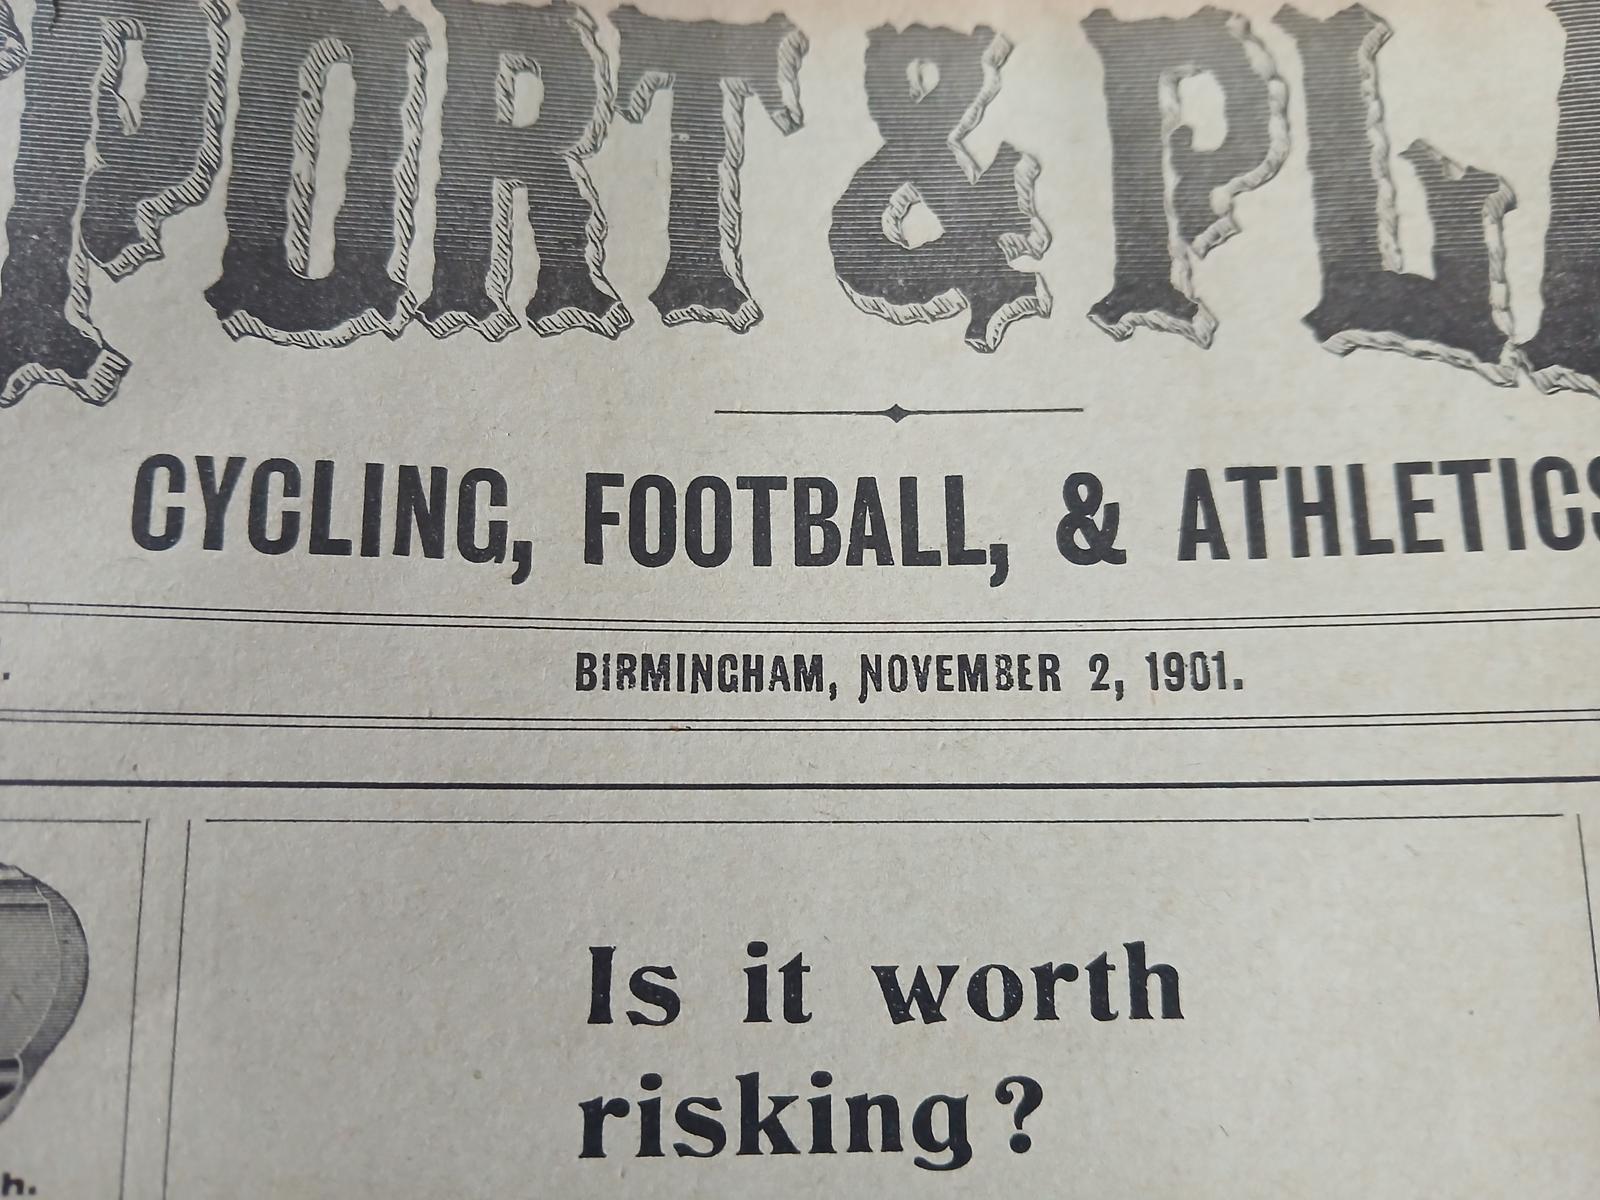 PORT & PL
CYCLING, FOOTBALL, & ATHLETICS
BIRMINGHAM, NOVEMBER 2, 1901.
Is it worth
risking?
h.